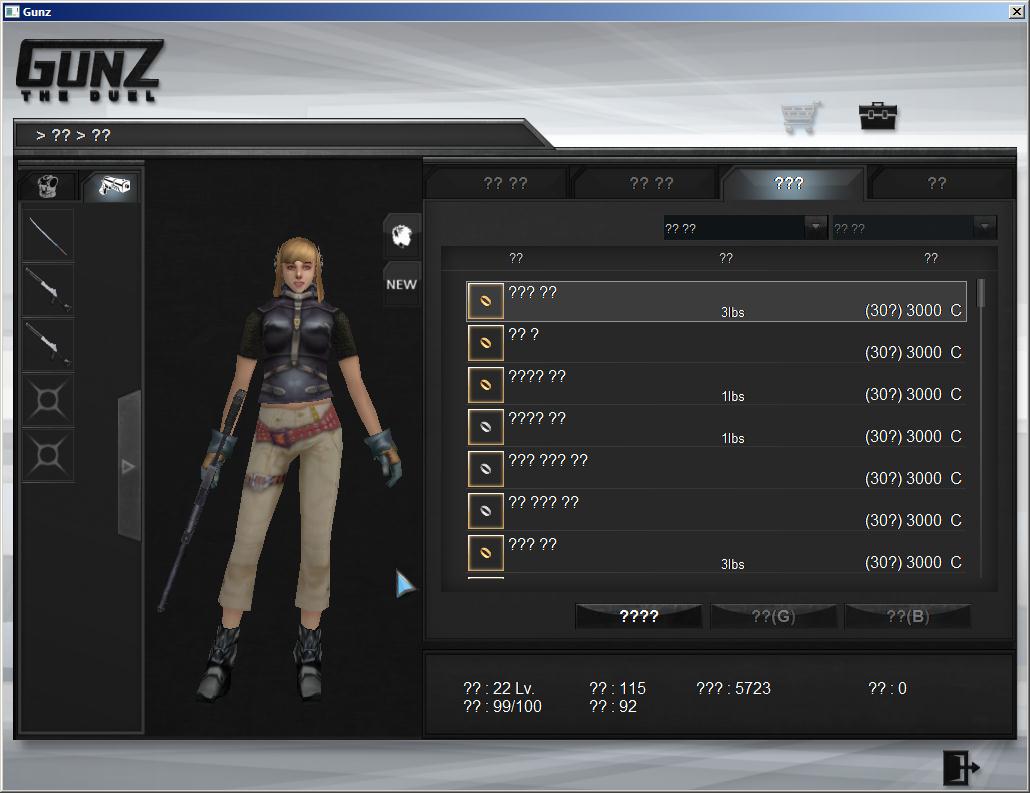 Gunz
GUNZ
THE DUEL
> ?? > ??
?? ??
?? ??
???
??
?? ??
?? ??
??
??
??
NEW
??? ??
3lbs
(30?) 3000 C
?? ?
(30?) 3000 C
???? ??
1lbs
(30?) 3000 C
???? ??
1lbs
(30?) 3000 C
??? ??? ??
(30?) 3000 C
?? ??? ??
(30?) 3000 C
??? ??
3lbs
(30?) 3000 C
????
??(G)
??(B)
?? : 22 Lv.
?? : 115
??? : 5723
?? : 0
?? : 99/100
?? : 92